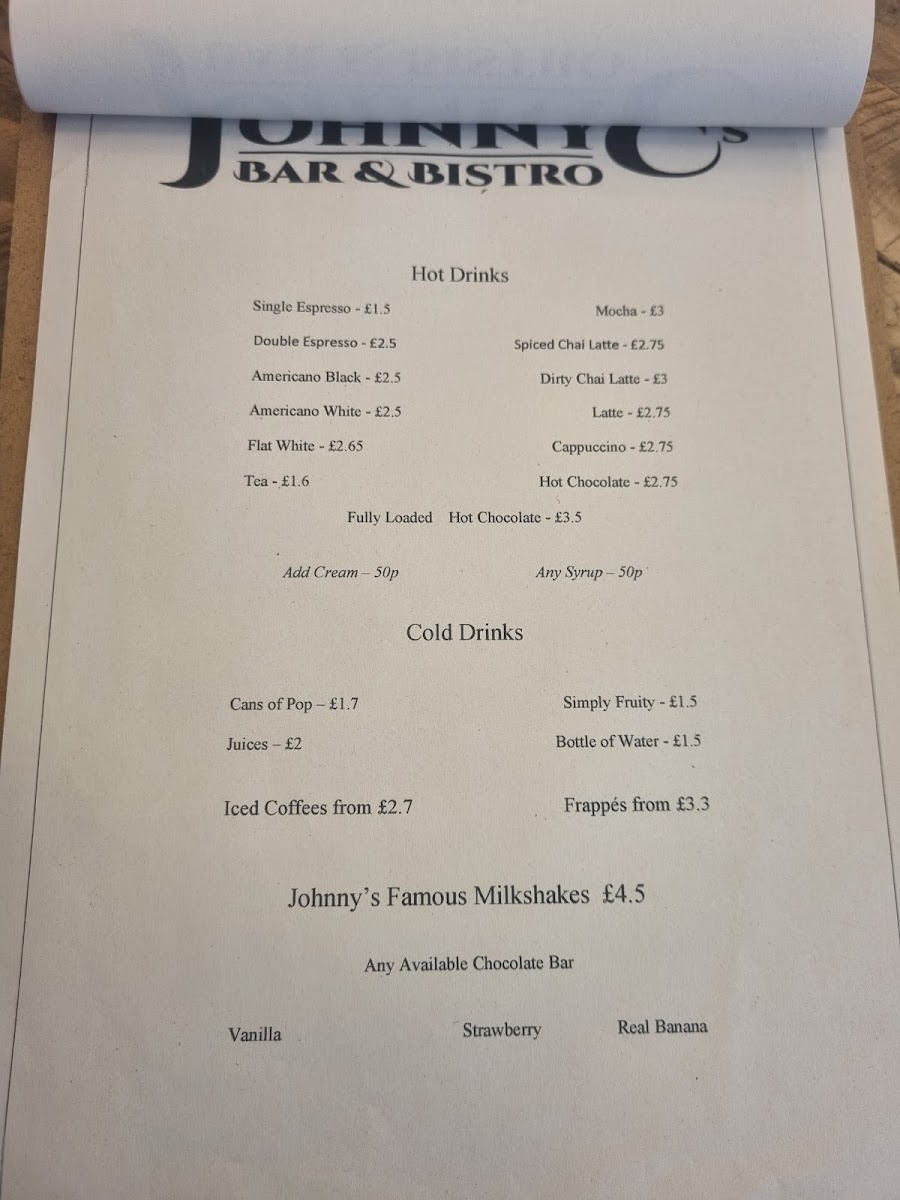 JOHNNY C's
BAR & BISTRO
Hot Drinks
Single Espresso - £1.5
Mocha - £3
Double Espresso - £2.5
Spiced Chai Latte - £2.75
Americano Black - £2.5
Dirty Chai Latte - £3
Americano White - £2.5
Latte - £2.75
Flat White - £2.65
Cappuccino - £2.75
Tea - £1.6
Hot Chocolate - £2.75
Fully Loaded Hot Chocolate - £3.5
Add Cream – 50p
Any Syrup – 50p
Cold Drinks
Cans of Pop – £1.7
Simply Fruity - £1.5
Juices – £2
Bottle of Water - £1.5
Iced Coffees from £2.7
Frappés from £3.3
Johnny's Famous Milkshakes £4.5
Any Available Chocolate Bar
Vanilla
Strawberry
Real Banana